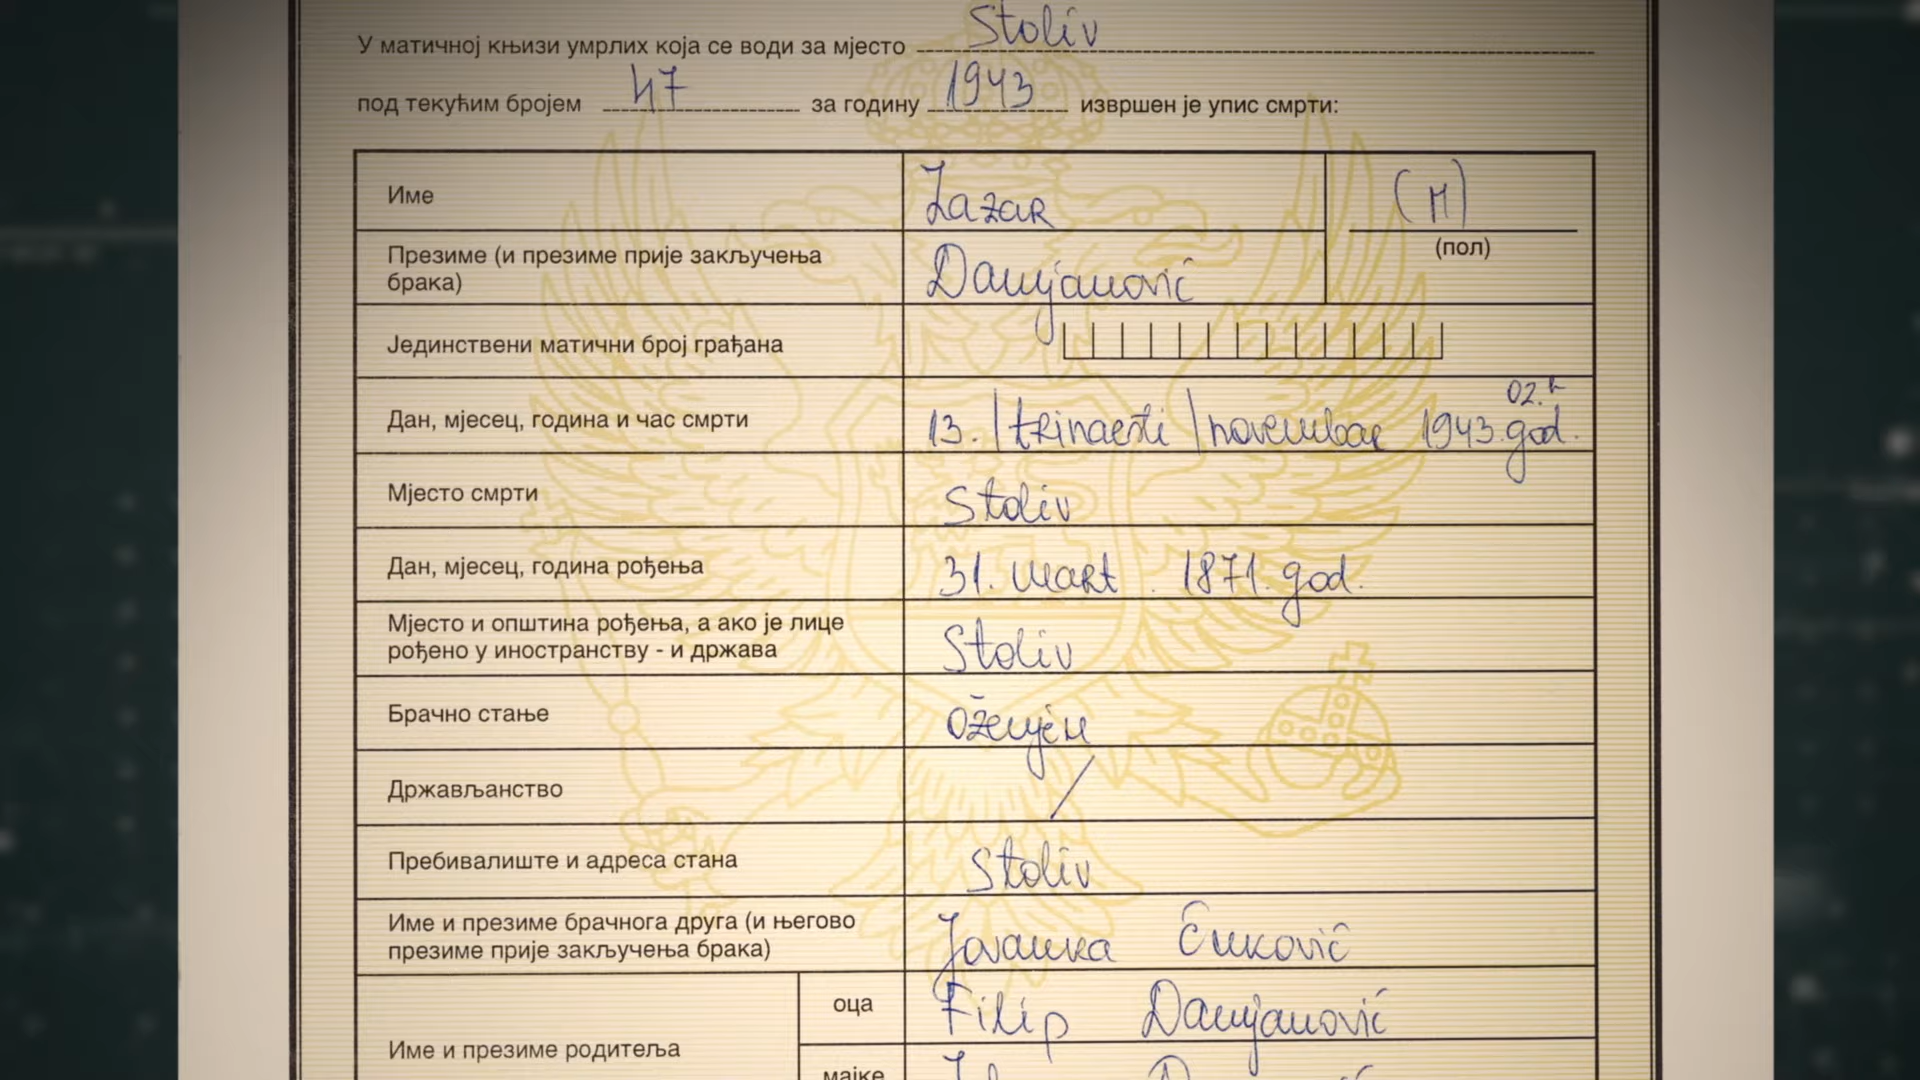 У матичној књизи умрлих која се води за мјесто Stoliv
под текућим бројем 47 за годину 1943 извршен је упис смрти:
Име Lazar (M)
(пол)
Презиме (и презиме прије закључења
брака) Damjanović
Јединствени матични број грађана
02.h
Дан, мјесец, година и час смрти 13. /trinaesti/ novembar 1943. god.
Мјесто смрти Stoliv
Дан, мјесец, година рођења 31. mart. 1871. god.
Мјесто и општина рођења, а ако је лице
рођено у иностранству - и држава Stoliv
Брачно стање oženjen
Држављанство /
Пребивалиште и адреса стана Stoliv
Име и презиме брачнога друга (и његово
презиме прије закључења брака) Jovanka
оца Filip Damjanović
Име и презиме родитеља
мајке